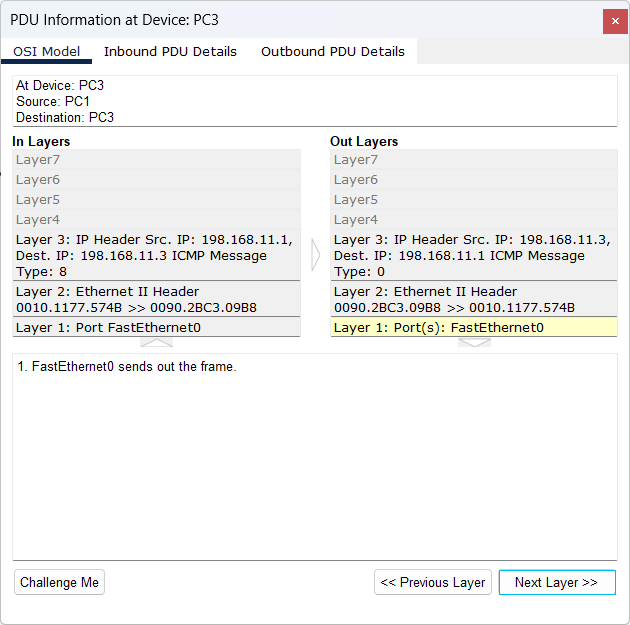 PDU Information at Device: PC3
OSI Model
Inbound PDU Details
Outbound PDU Details
At Device: PC3
Source: PC1
Destination: PC3
In Layers
Layer7
Layer6
Layer5
Layer4
Layer 3: IP Header Src. IP: 198.168.11.1,
Dest. IP: 198.168.11.3 ICMP Message
Type: 8
Layer 2: Ethernet II Header
0010.1177.574B >> 0090.2BC3.09B8
Layer 1: Port FastEthernet0
Out Layers
Layer7
Layer6
Layer5
Layer4
Layer 3: IP Header Src. IP: 198.168.11.3,
Dest. IP: 198.168.11.1 ICMP Message
Type: 0
Layer 2: Ethernet II Header
0090.2BC3.09B8 >> 0010.1177.574B
Layer 1: Port(s): FastEthernet0
1. FastEthernet0 sends out the frame.
Challenge Me
<< Previous Layer
Next Layer >>